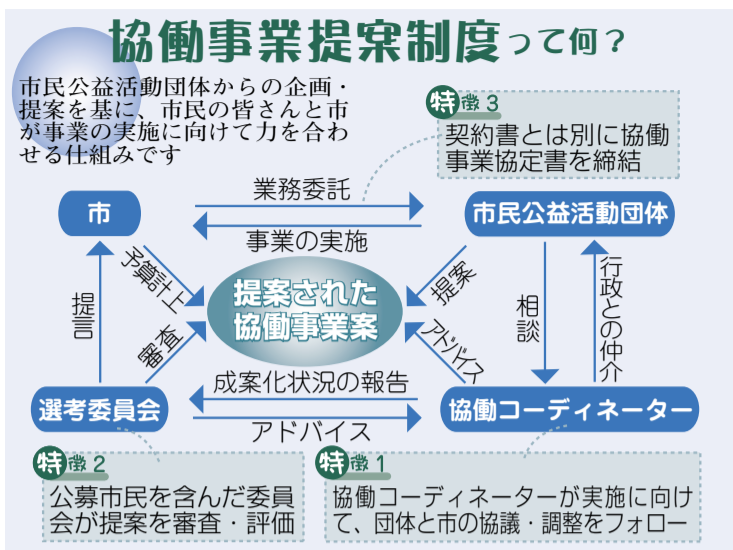 協働事業提案制度って何？
市民公益活動団体からの企画・
提案を基に、市民の皆さんと市
が事業の実施に向けて力を合わ
せる仕組みです
特徴3
契約書とは別に協働
事業協定書を締結
市
業務委託
市民公益活動団体
事業の実施
予算計上
提案された
協働事業案
提案
提言
審査
アドバイス
相談
行政との仲介
選考委員会
成案化状況の報告
アドバイス
協働コーディネーター
特徴2
公募市民を含んだ委員
会が提案を審査・評価
特徴1
協働コーディネーターが実施に向け
て、団体と市の協議・調整をフォロー